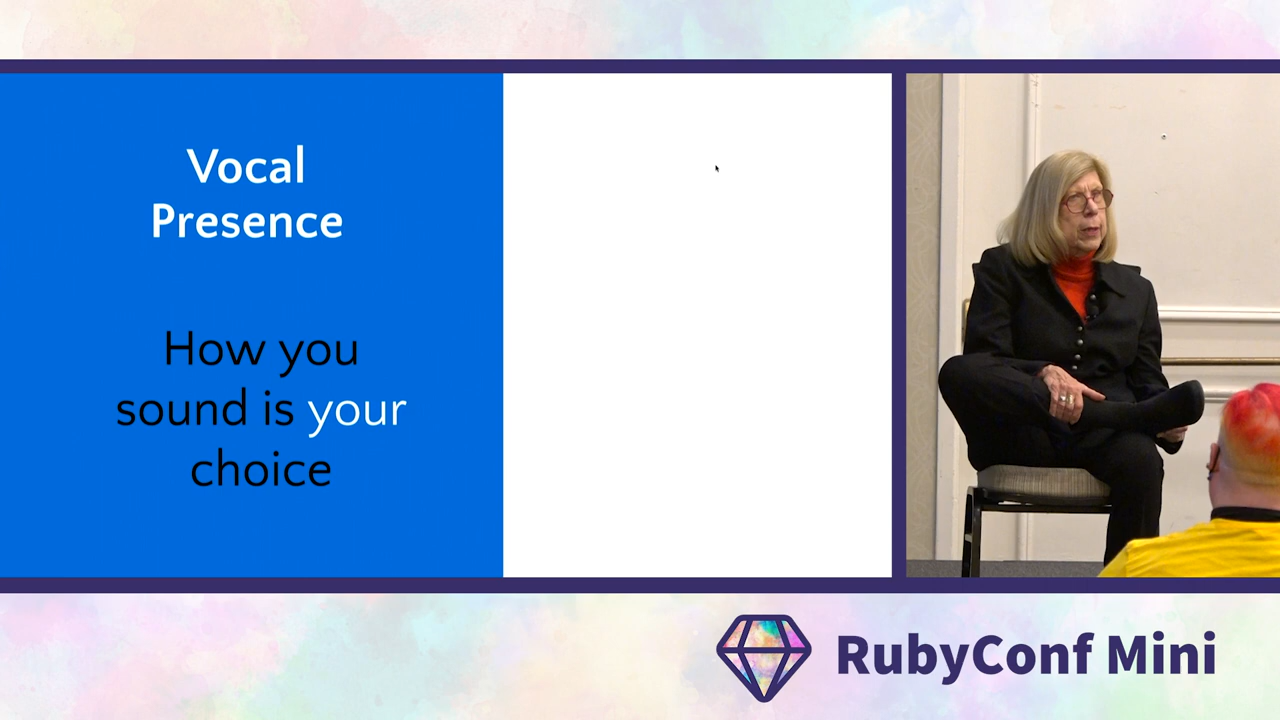 Vocal
Presence
How you
sound is your
choice
RubyConf Mini